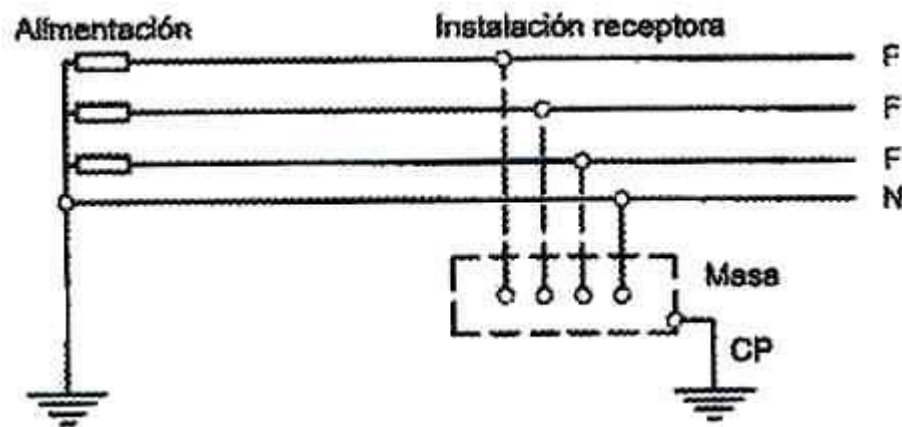 Alimentación
Instalación receptora
F
F
F
N
Masa
CP